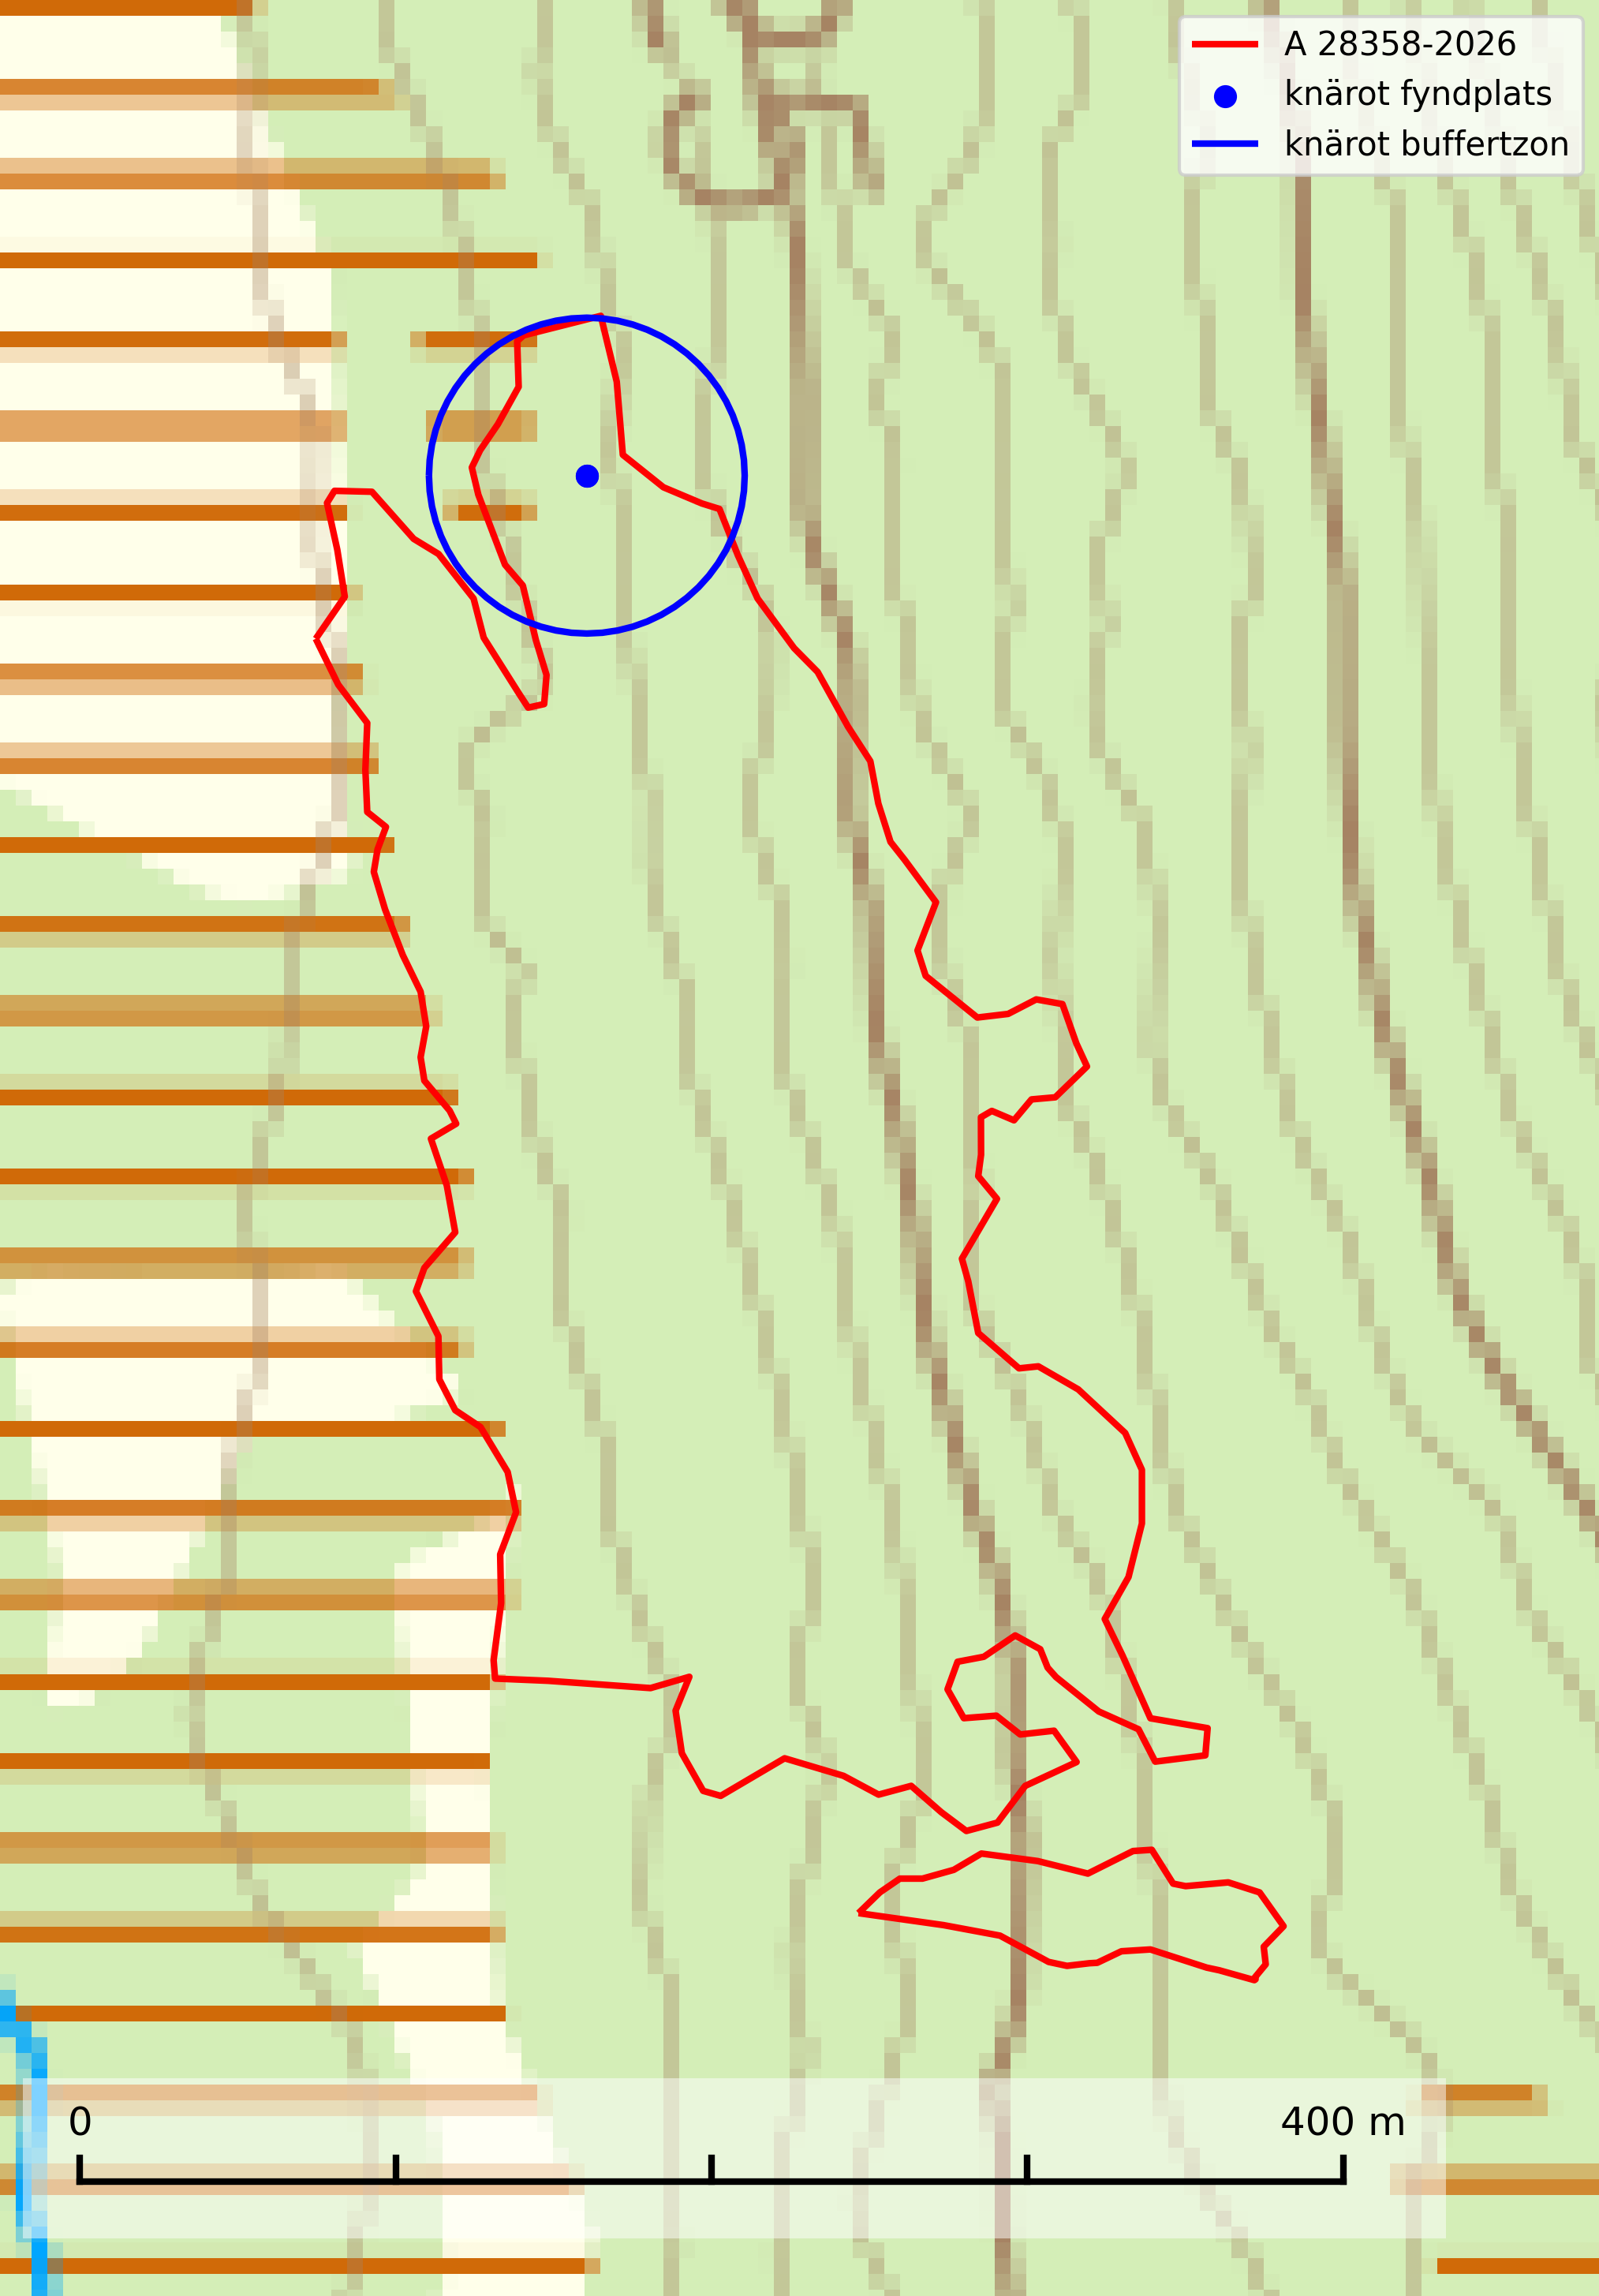 A 28358-2026
knärot fyndplats
knärot buffertzon
0 400 m